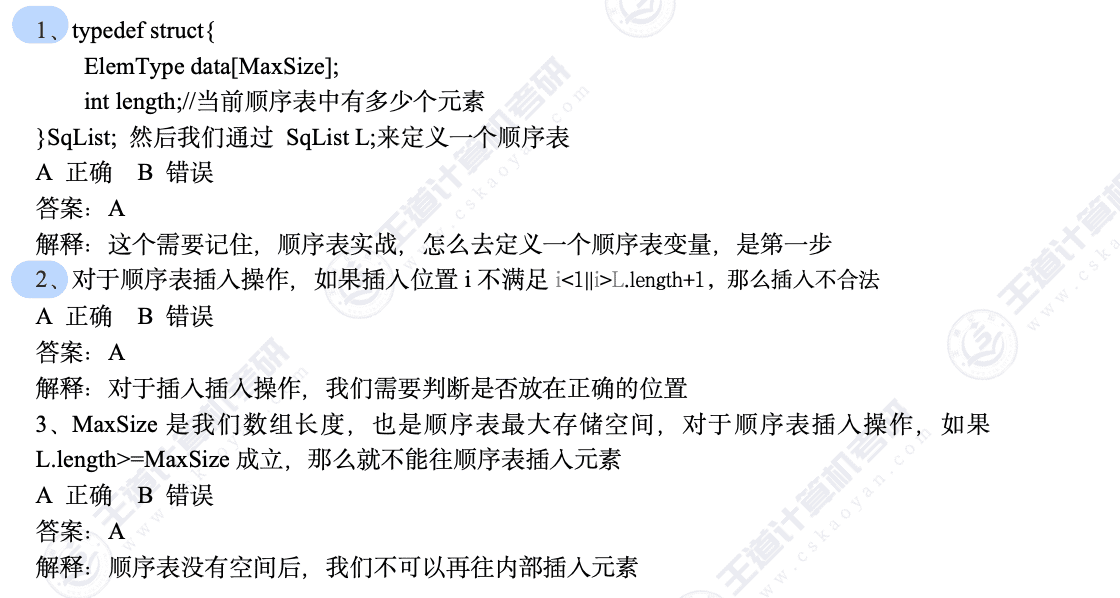 1、typedef struct{
ElemType data[MaxSize];
int length;//当前顺序表中有多少个元素
}SqList; 然后我们通过 SqList L;来定义一个顺序表
A 正确 B 错误
答案：A
解释：这个需要记住，顺序表实战，怎么去定义一个顺序表变量，是第一步
2、对于顺序表插入操作，如果插入位置 i 不满足 i<1||i>L.length+1，那么插入不合法
A 正确 B 错误
答案：A
解释：对于插入插入操作，我们需要判断是否放在正确的位置
3、MaxSize 是我们数组长度，也是顺序表最大存储空间，对于顺序表插入操作，如果
L.length>=MaxSize 成立，那么就不能往顺序表插入元素
A 正确 B 错误
答案：A
解释：顺序表没有空间后，我们不可以再往内部插入元素
王道计算机考研
www.cskaoyan.com
王道计算机考研
www.cskaoyan.com
王道计算机考研
www.cskaoyan.com
王道计算机考研
www.cs